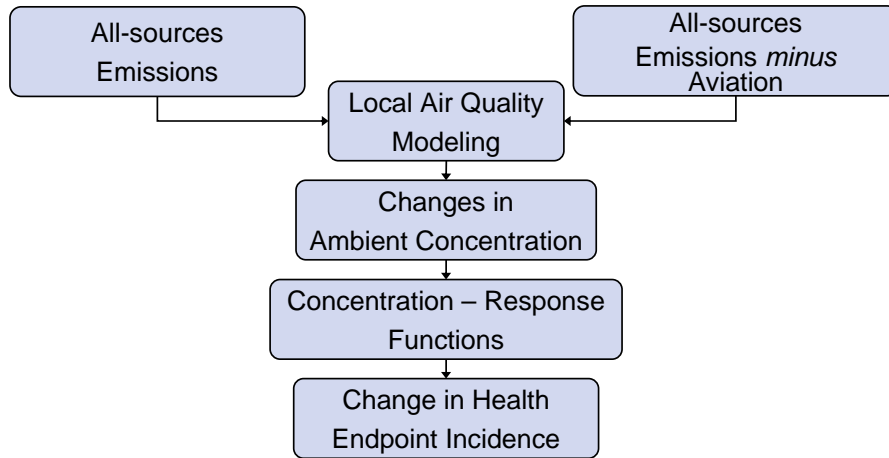 All-sources
Emissions
All-sources
Emissions minus
Aviation
Local Air Quality
Modeling
Changes in
Ambient Concentration
Concentration – Response
Functions
Change in Health
Endpoint Incidence